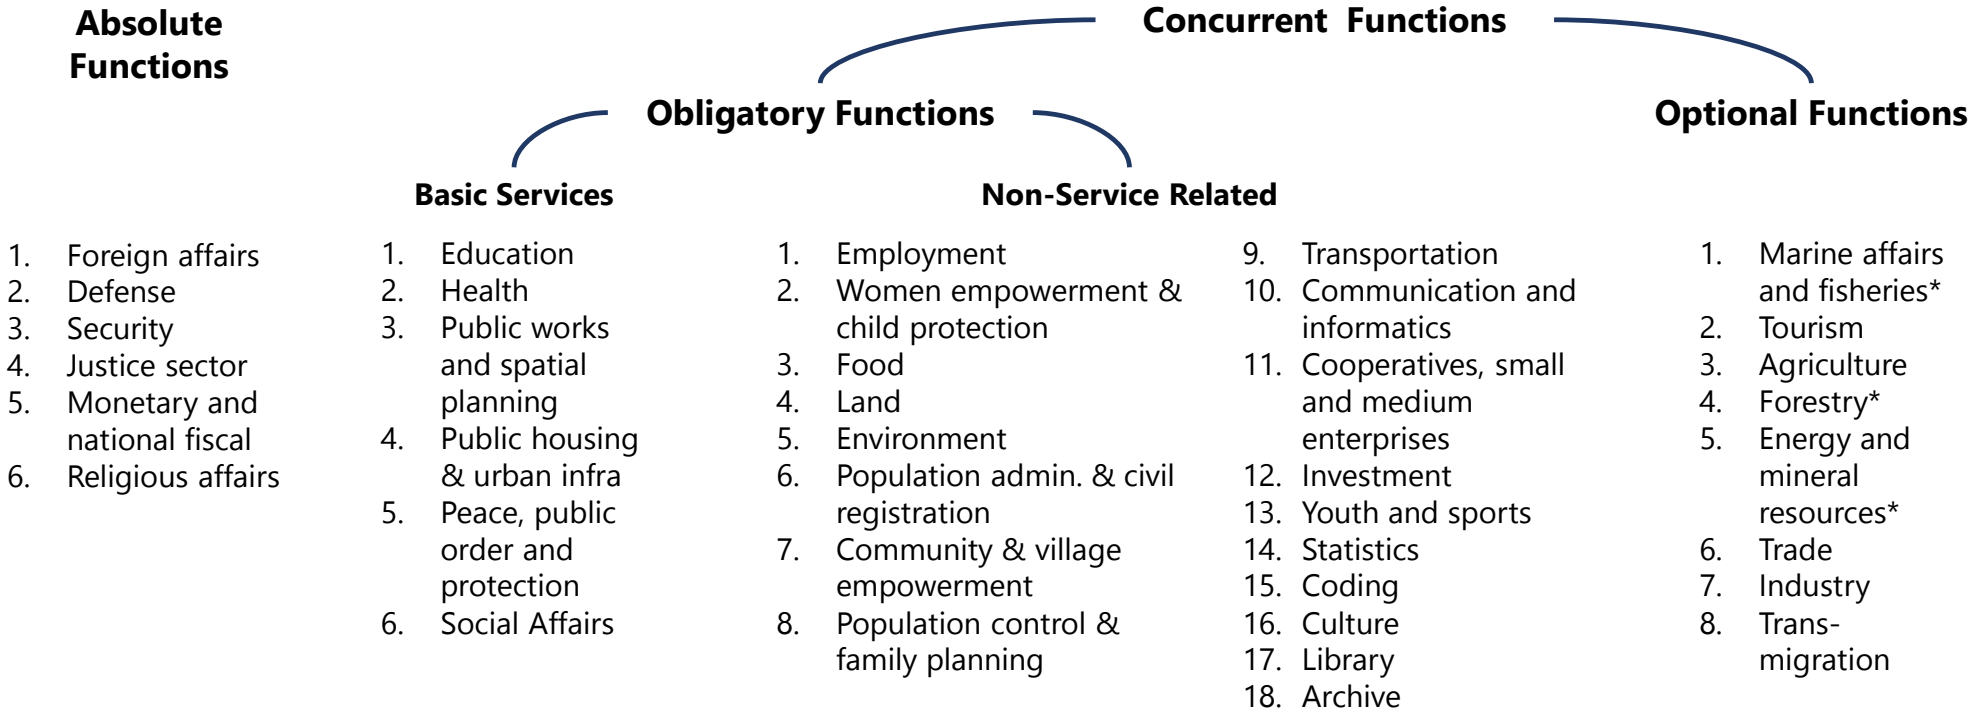 Absolute
Functions
Concurrent Functions
Obligatory Functions
Optional Functions
Basic Services
Non-Service Related
1. Foreign affairs
2. Defense
3. Security
4. Justice sector
5. Monetary and
national fiscal
6. Religious affairs
1. Education
2. Health
3. Public works
and spatial
planning
4. Public housing
& urban infra
5. Peace, public
order and
protection
6. Social Affairs
1. Employment
2. Women empowerment &
child protection
3. Food
4. Land
5. Environment
6. Population admin. & civil
registration
7. Community & village
empowerment
8. Population control &
family planning
9. Transportation
10. Communication and
informatics
11. Cooperatives, small
and medium
enterprises
12. Investment
13. Youth and sports
14. Statistics
15. Coding
16. Culture
17. Library
18. Archive
1. Marine affairs
and fisheries*
2. Tourism
3. Agriculture
4. Forestry*
5. Energy and
mineral
resources*
6. Trade
7. Industry
8. Trans-
migration